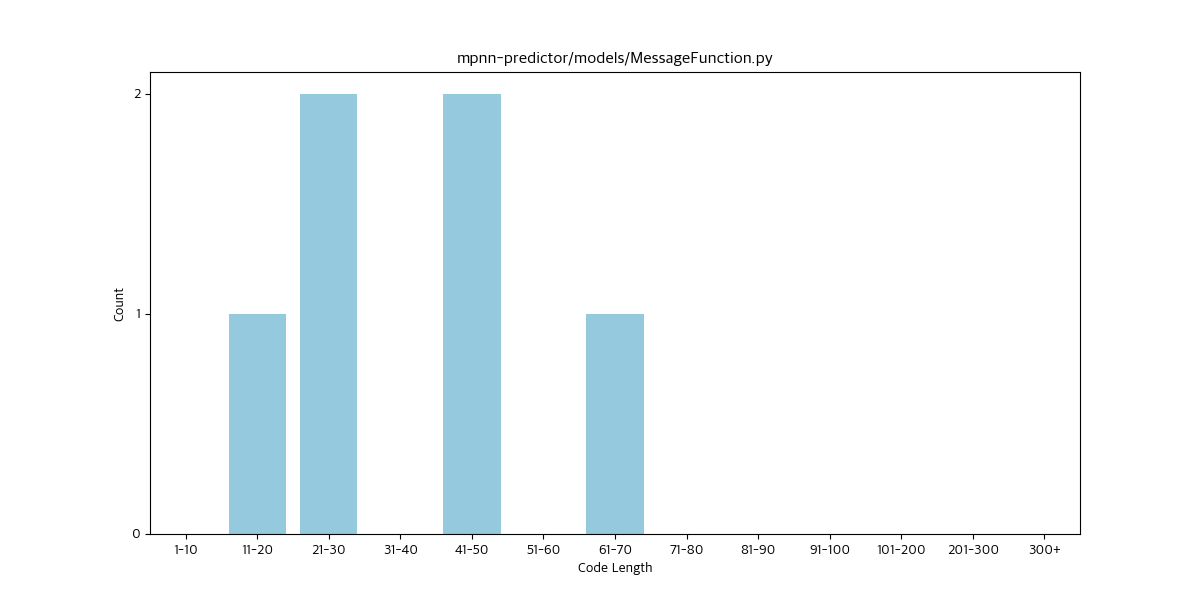 mpnn-predictor/models/MessageFunction.py
2
1
0
Count
1-10 11-20 21-30 31-40 41-50 51-60 61-70 71-80 81-90 91-100 101-200 201-300 300+
Code Length